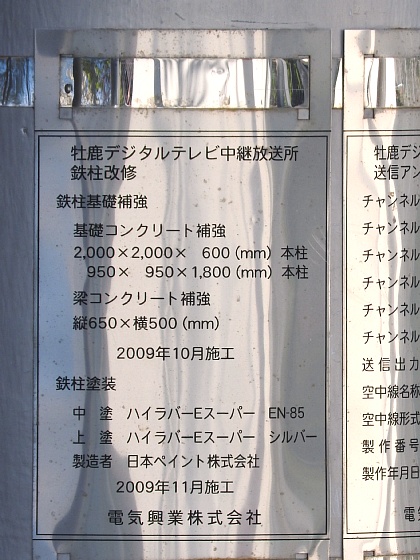 牡鹿デジタルテレビ中継放送所
鉄柱改修
鉄柱基礎補強
基礎コンクリート補強
2,000×2,000× 600 (mm) 本柱
950× 950×1,800 (mm) 本柱
梁コンクリート補強
縦650×横500 (mm)
2009年10月施工
鉄柱塗装
中 塗 ハイラバーEスーパー EN-85
上 塗 ハイラバーEスーパー シルバー
製造者 日本ペイント株式会社
2009年11月施工
電気興業株式会社
牡鹿デジ
送信アン
チャンネル
チャンネル
チャンネル
チャンネル
チャンネル
チャンネル
送信出力
空中線名称
空中線形式
製作番号
製作年月日
電気